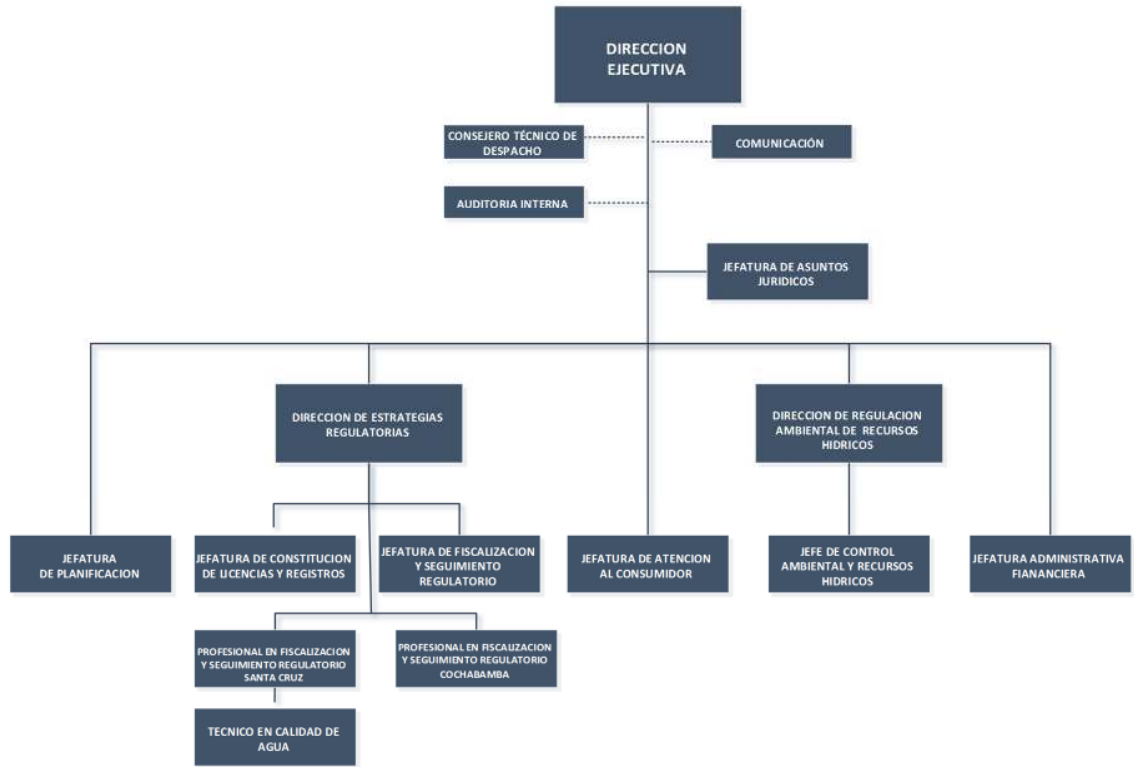 DIRECCION
EJECUTIVA
CONSEJERO TÉCNICO DE
DESPACHO
COMUNICACIÓN
AUDITORIA INTERNA
JEFATURA DE ASUNTOS
JURIDICOS
DIRECCION DE ESTRATEGIAS
REGULATORIAS
DIRECCION DE REGULACION
AMBIENTAL DE RECURSOS
HIDRICOS
JEFATURA
DE PLANIFICACION
JEFATURA DE CONSTITUCION
DE LICENCIAS Y REGISTROS
JEFATURA DE FISCALIZACION
Y SEGUIMIENTO
REGULATORIO
JEFATURA DE ATENCION
AL CONSUMIDOR
JEFE DE CONTROL
AMBIENTAL Y RECURSOS
HIDRICOS
JEFATURA ADMINISTRATIVA
FIANANCIERA
PROFESIONAL EN FISCALIZACION
Y SEGUIMIENTO REGULATORIO
SANTA CRUZ
PROFESIONAL EN FISCALIZACION
Y SEGUIMIENTO REGULATORIO
COCHABAMBA
TECNICO EN CALIDAD DE
AGUA